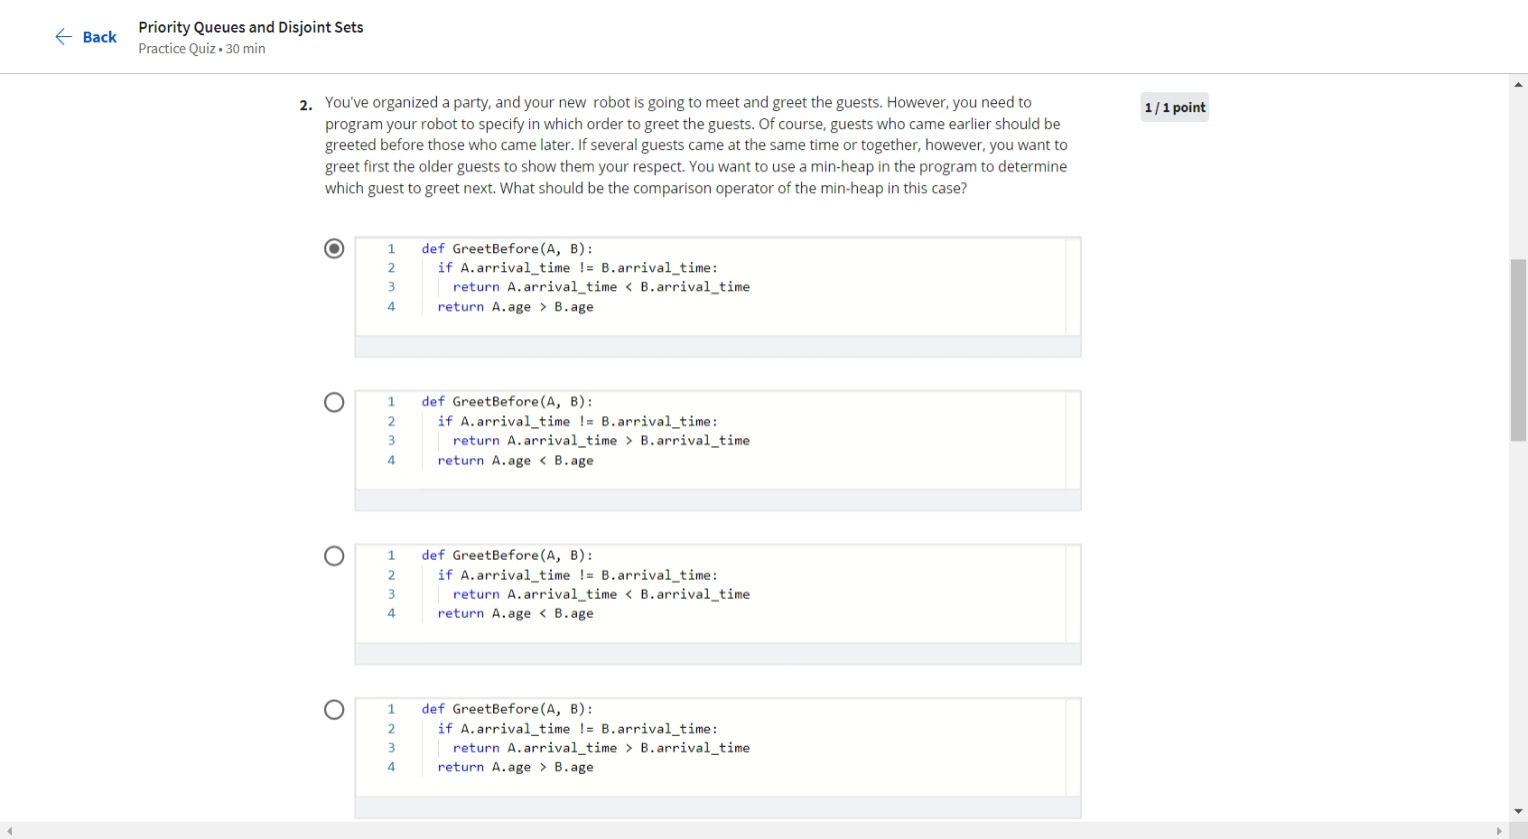 Back
Priority Queues and Disjoint Sets
Practice Quiz • 30 min
2. You've organized a party, and your new robot is going to meet and greet the guests. However, you need to
program your robot to specify in which order to greet the guests. Of course, guests who came earlier should be
greeted before those who came later. If several guests came at the same time or together, however, you want to
greet first the older guests to show them your respect. You want to use a min-heap in the program to determine
which guest to greet next. What should be the comparison operator of the min-heap in this case?
1 / 1 point
1 def GreetBefore(A, B):
2 if A.arrival_time != B.arrival_time:
3 return A.arrival_time < B.arrival_time
4 return A.age > B.age
1 def GreetBefore(A, B):
2 if A.arrival_time != B.arrival_time:
3 return A.arrival_time > B.arrival_time
4 return A.age < B.age
1 def GreetBefore(A, B):
2 if A.arrival_time != B.arrival_time:
3 return A.arrival_time < B.arrival_time
4 return A.age < B.age
1 def GreetBefore(A, B):
2 if A.arrival_time != B.arrival_time:
3 return A.arrival_time > B.arrival_time
4 return A.age > B.age